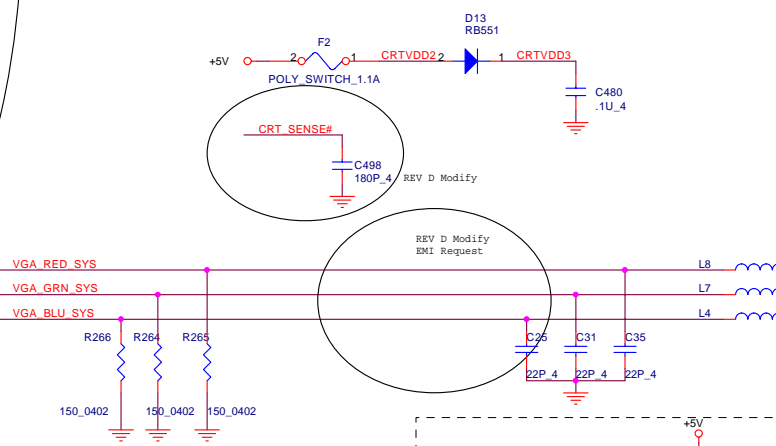 D13
RB551
F2
+5V
2
1
CRTVDD2
2
1
CRTVDD3
POLY_SWITCH_1.1A
C480
.1U_4
CRT_SENSE#
C498
180P_4
REV D Modify
REV D Modify
EMI Request
VGA_RED_SYS
L8
VGA_GRN_SYS
L7
VGA_BLU_SYS
L4
R266
R264
R265
C25
C31
C35
22P_4
22P_4
22P_4
150_0402
150_0402
150_0402
+5V